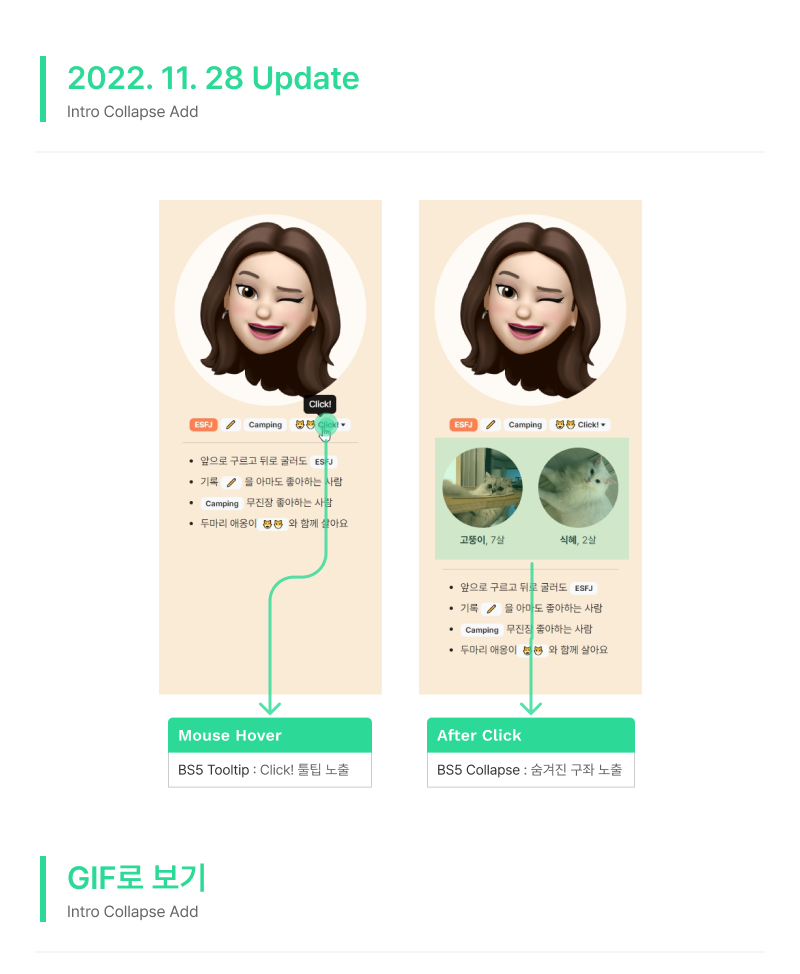 2022. 11. 28 Update
Intro Collapse Add
Click!
ESFJ Camping Click!
앞으로 구르고 뒤로 굴러도 ESFJ
기록 을 아마도 좋아하는 사람
Camping 무진장 좋아하는 사람
두마리 애옹이 와 함께 살아요
Mouse Hover
BS5 Tooltip : Click! 툴팁 노출
ESFJ Camping Click!
고뚱이, 7살 식혜, 2살
앞으로 구르고 뒤로 굴러도 ESFJ
기록 을 아마도 좋아하는 사람
Camping 무진장 좋아하는 사람
두마리 애옹이 와 함께 살아요
After Click
BS5 Collapse : 숨겨진 구좌 노출
GIF로 보기
Intro Collapse Add